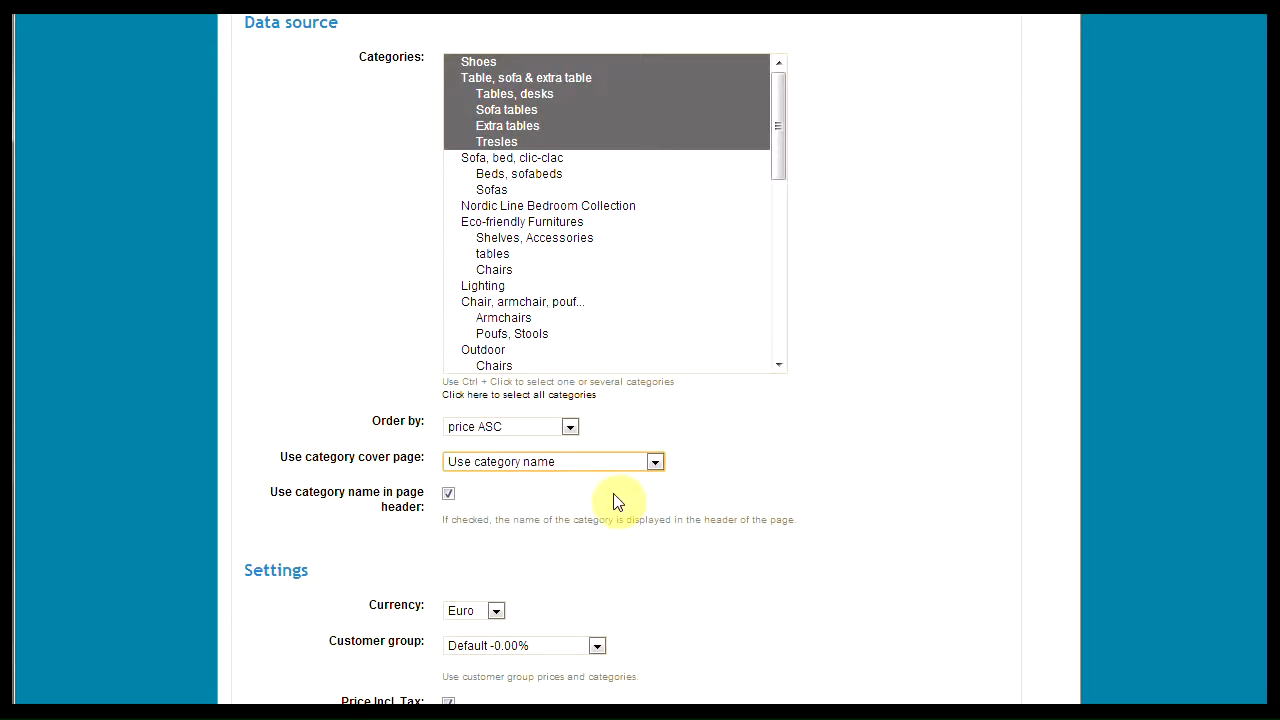 Data source
Categories:
Shoes
Table, sofa & extra table
Tables, desks
Sofa tables
Extra tables
Tresles
Sofa, bed, clic-clac
Beds, sofabeds
Sofas
Nordic Line Bedroom Collection
Eco-friendly Furnitures
Shelves, Accessories
tables
Chairs
Lighting
Chair, armchair, pouf...
Armchairs
Poufs, Stools
Outdoor
Chairs
Use Ctrl + Click to select one or several categories
Click here to select all categories
Order by: price ASC
Use category cover page: Use category name
Use category name in page
header:
If checked, the name of the category is displayed in the header of the page.
Settings
Currency: Euro
Customer group: Default -0.00%
Use customer group prices and categories.
Price Incl. Tax: